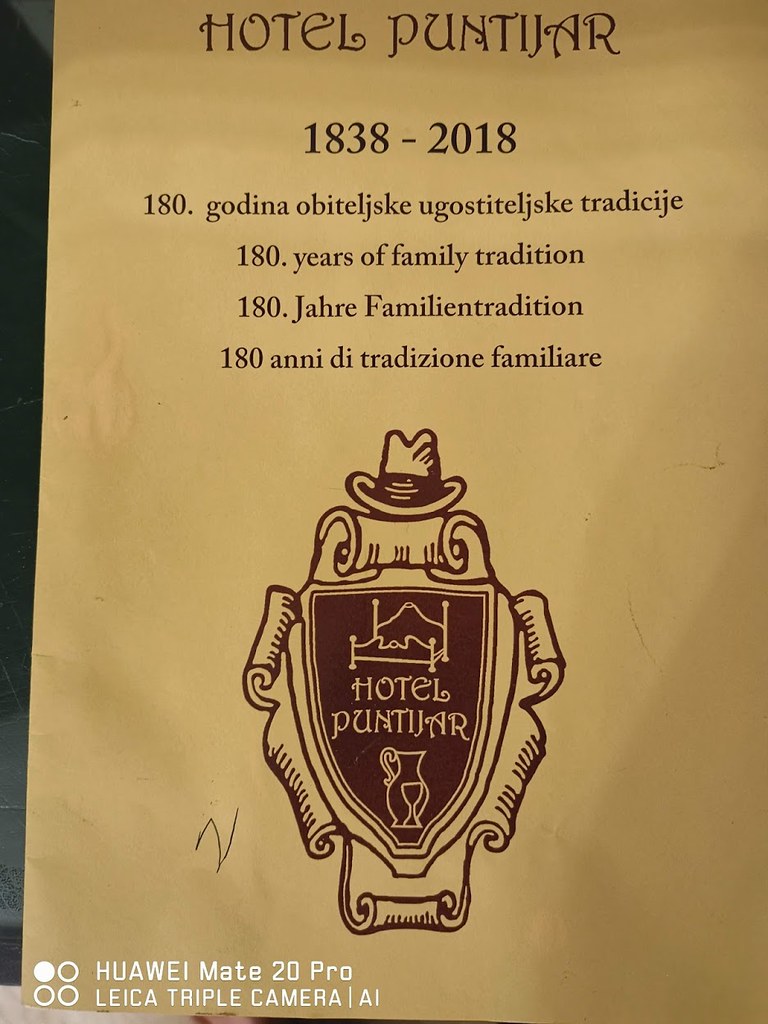 HOTEL PUNTIJAR
1838 - 2018
180. godina obiteljske ugostiteljske tradicije
180. years of family tradition
180. Jahre Familientradition
180 anni di tradizione familiare
HOTEL
PUNTIJAR
HUAWEI Mate 20 Pro
LEICA TRIPLE CAMERA | AI